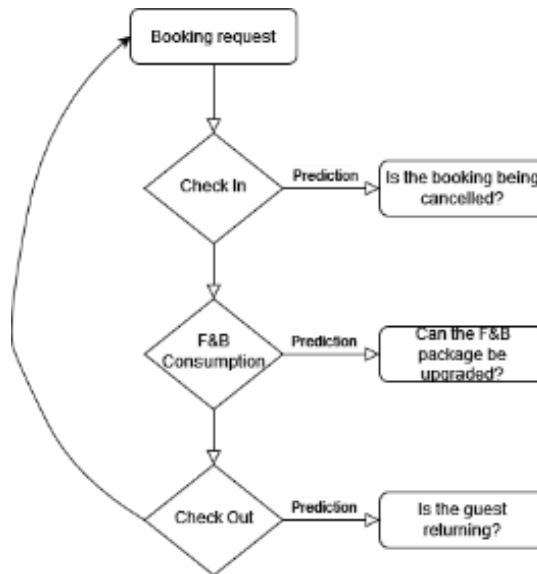 Booking request
Check In
Prediction
Is the booking being
cancelled?
F&B
Consumption
Prediction
Can the F&B
package be
upgraded?
Check Out
Prediction
Is the guest
returning?